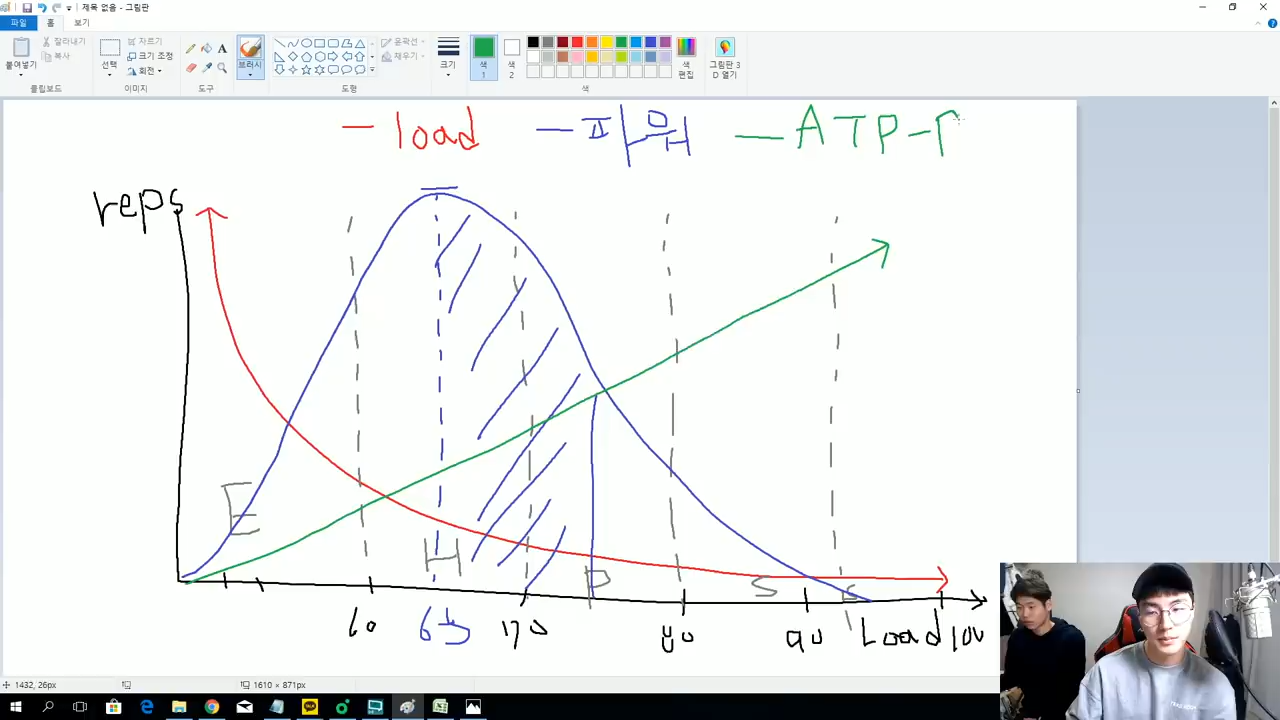 제목 없음 - 그림판
파일 홈 보기
붙여넣기
잘라내기
복사
클립보드
선택
자르기
크기 조정
회전
이미지
A
도구
브러시
윤곽선
채우기
도형
크기
색 1
색 2
색 편집
색
그림판 3D 열기
load
ATP-P
reps
E
H
P
S
60
65
70
80
90
Load
100
1432, 26px
1610 × 871px